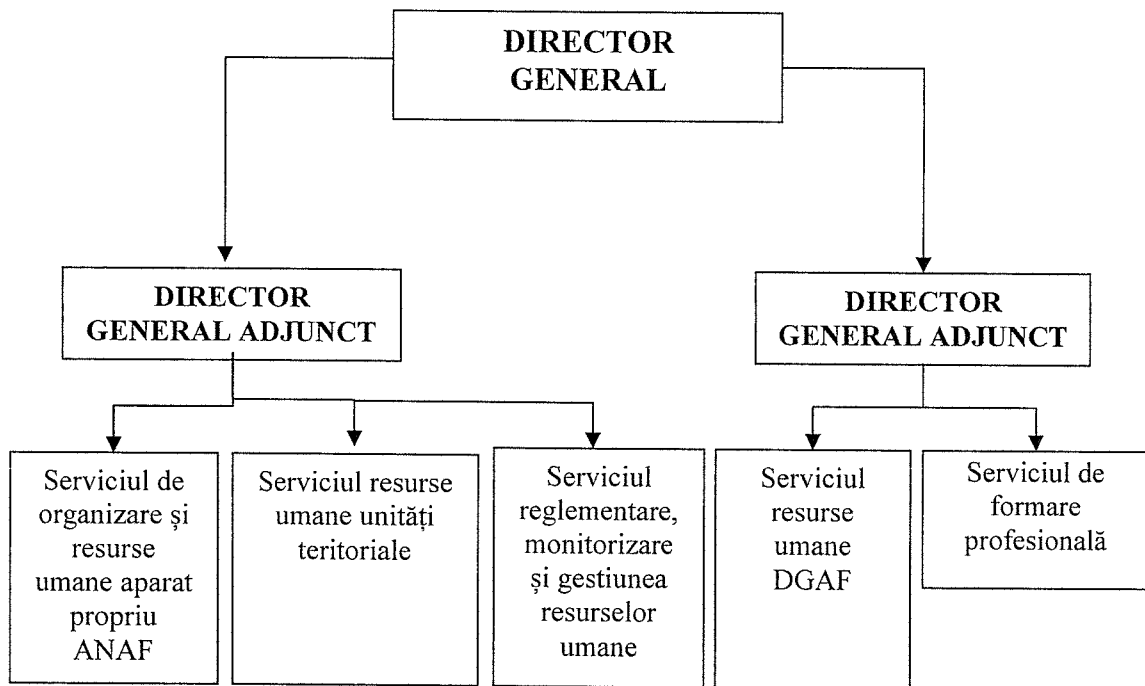 DIRECTOR
GENERAL
DIRECTOR
GENERAL ADJUNCT
DIRECTOR
GENERAL ADJUNCT
Serviciul de
organizare și
resurse
umane aparat
propriu
ANAF
Serviciul resurse
umane unități
teritoriale
Serviciul
reglementare,
monitorizare
și gestiunea
resurselor
umane
Serviciul
resurse
umane
DGAF
Serviciul de
formare
profesională